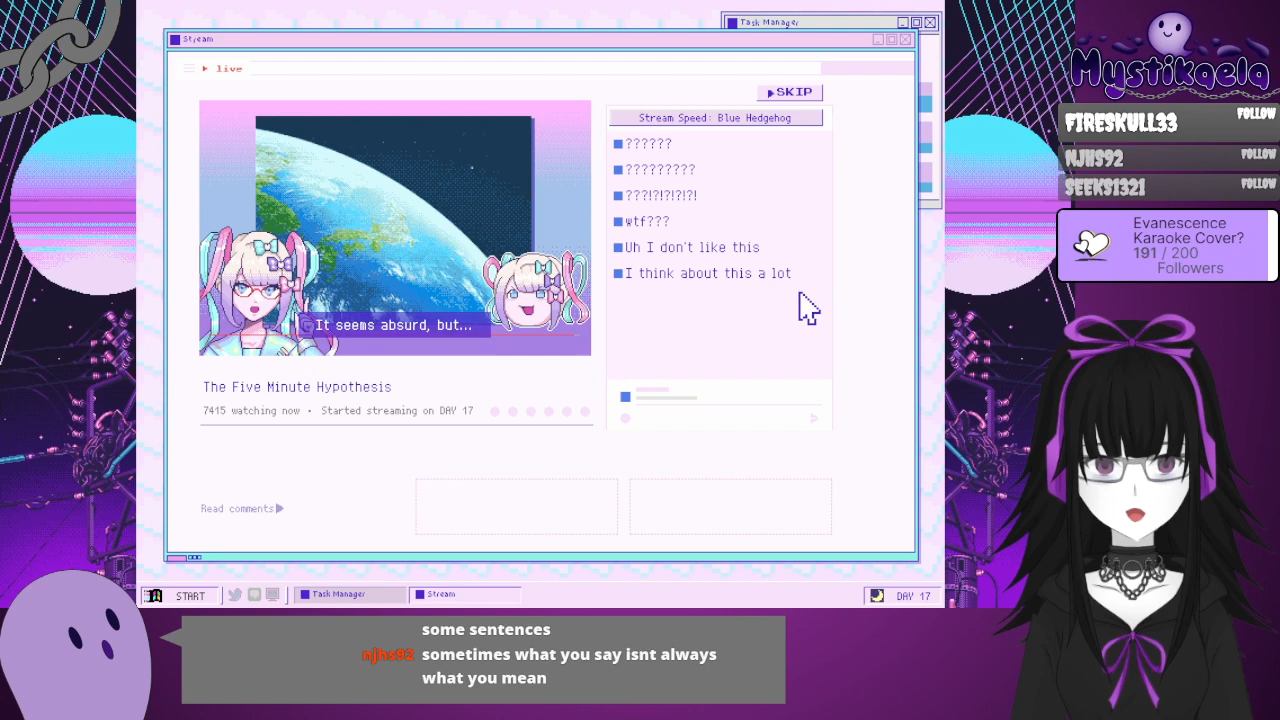 Task Manager
Stream
live
SKIP
Stream Speed: Blue Hedgehog
??????
?????????
???!?!?!?!?!
wtf???
Uh I don't like this
I think about this a lot
It seems absurd, but...
The Five Minute Hypothesis
7415 watching now • Started streaming on DAY 17
Read comments
START
Task Manager
Stream
DAY 17
Mystikaela
FIRESKULL33 FOLLOW
NJHS92 FOLLOW
SEEKS1321 FOLLOW
Evanescence
Karaoke Cover?
191 / 200
Followers
some sentences
njhs92 sometimes what you say isnt always
what you mean